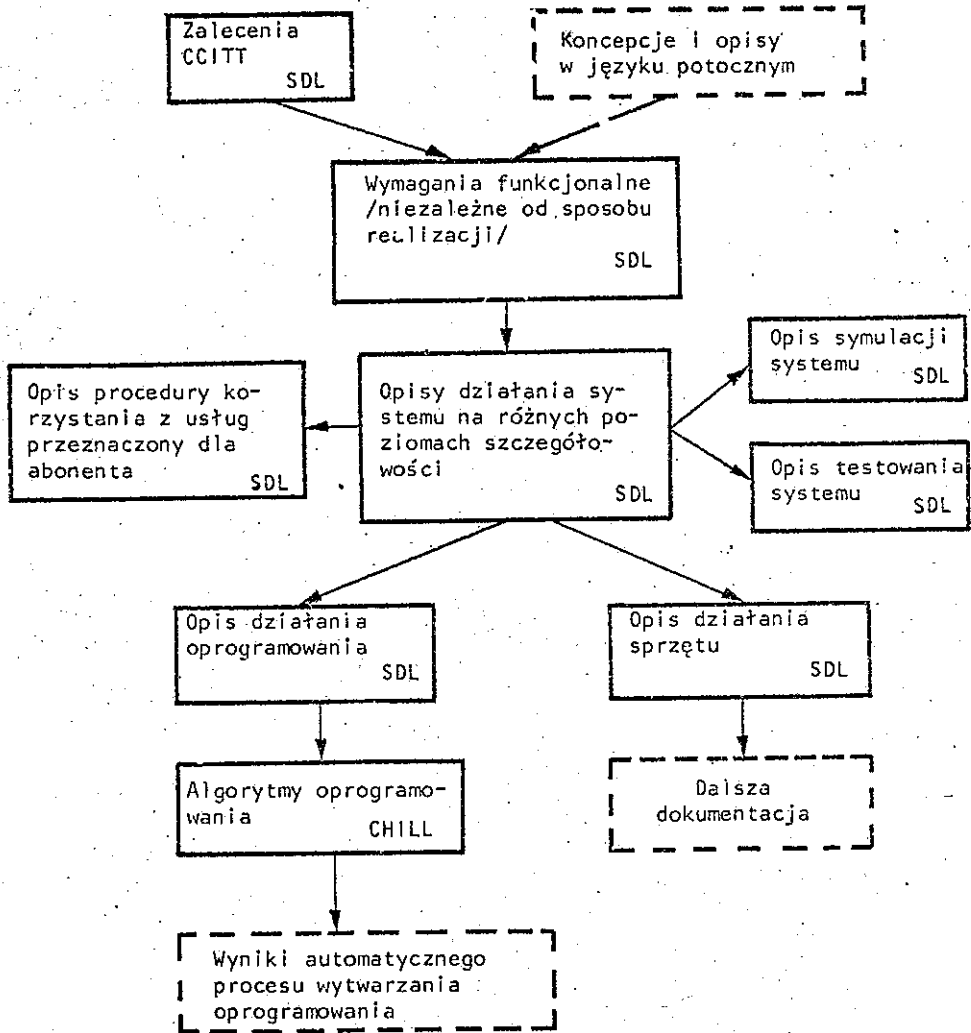 Zalecenia
CCITT
SDL
Koncepcje i opisy
w języku potocznym
Wymagania funkcjonalne
/niezależne od sposobu
realizacji/
SDL
Opis procedury ko-
rzystania z usług
przeznaczony dla
abonenta
SDL
Opisy działania sy-
stemu na różnych po-
ziomach szczegóło-
wości
SDL
Opis symulacji
systemu
SDL
Opis testowania
systemu
SDL
Opis działania
oprogramowania
SDL
Opis działania
sprzętu
SDL
Algorytmy oprogramo-
wania
CHILL
Dalsza
dokumentacja
Wyniki automatycznego
procesu wytwarzania
oprogramowania